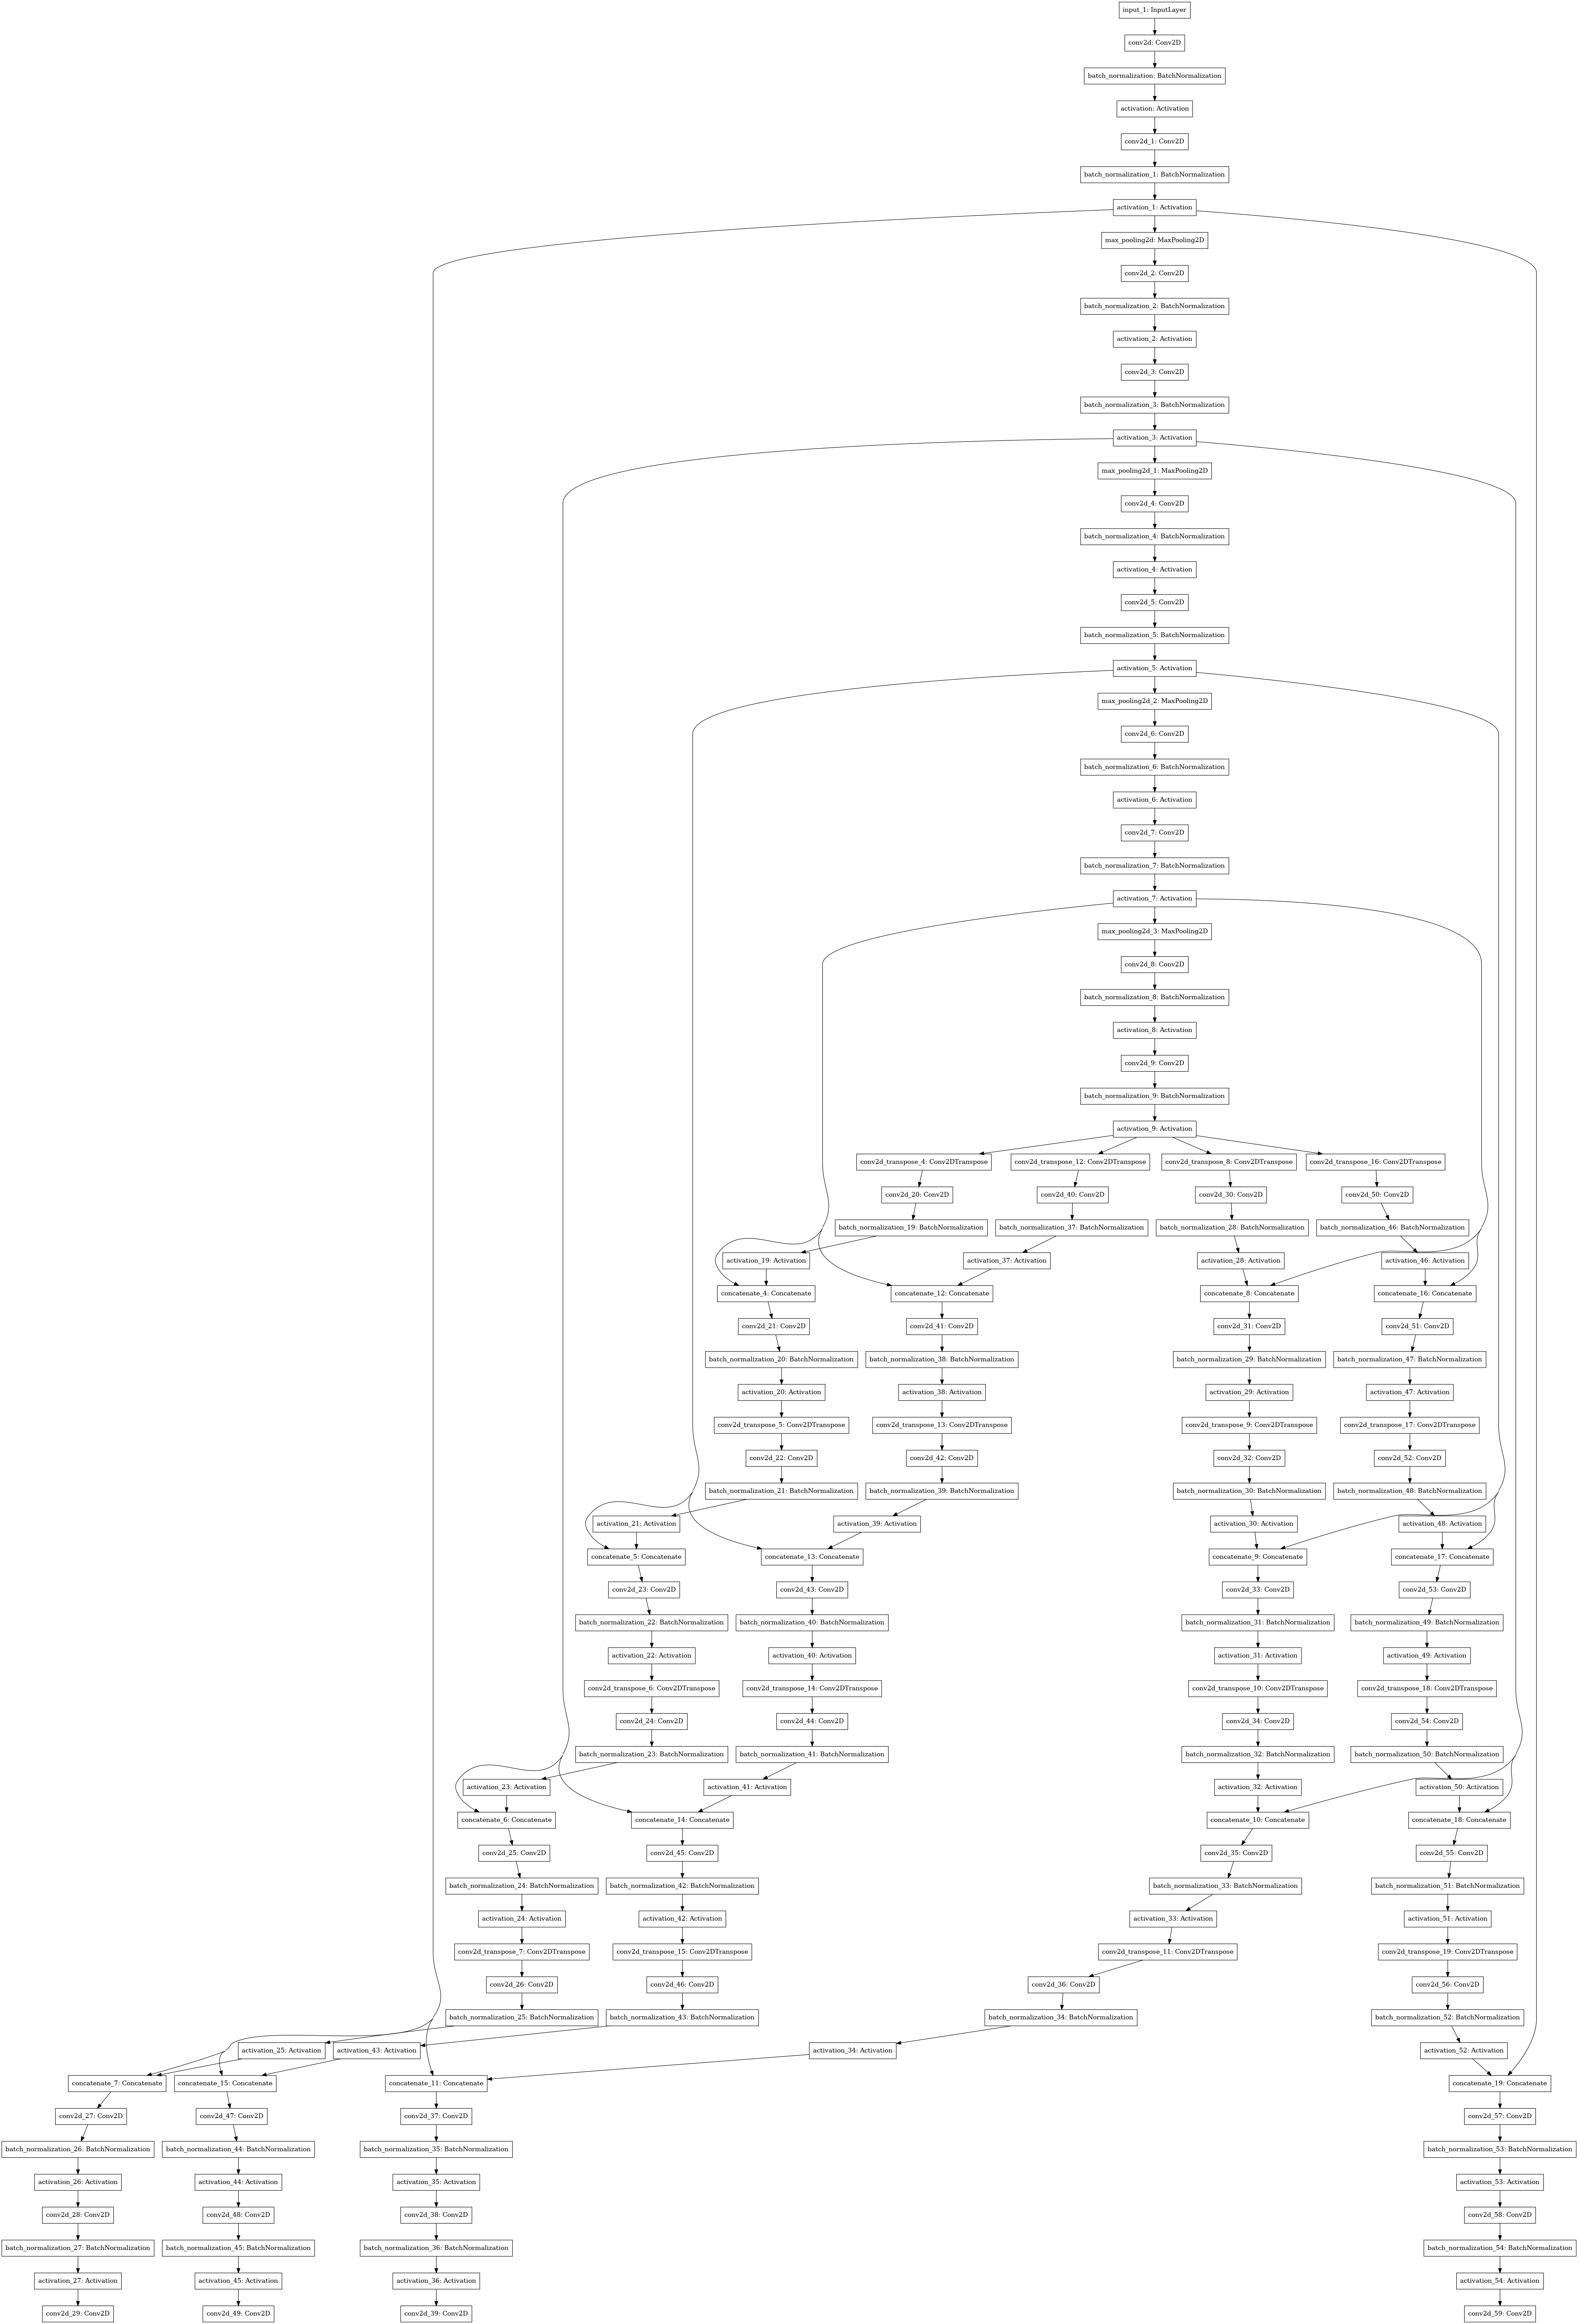 input_1: InputLayer
conv2d: Conv2D
batch_normalization: BatchNormalization
activation: Activation
conv2d_1: Conv2D
batch_normalization_1: BatchNormalization
activation_1: Activation
max_pooling2d: MaxPooling2D
conv2d_2: Conv2D
batch_normalization_2: BatchNormalization
activation_2: Activation
conv2d_3: Conv2D
batch_normalization_3: BatchNormalization
activation_3: Activation
max_pooling2d_1: MaxPooling2D
conv2d_4: Conv2D
batch_normalization_4: BatchNormalization
activation_4: Activation
conv2d_5: Conv2D
batch_normalization_5: BatchNormalization
activation_5: Activation
max_pooling2d_2: MaxPooling2D
conv2d_6: Conv2D
batch_normalization_6: BatchNormalization
activation_6: Activation
conv2d_7: Conv2D
batch_normalization_7: BatchNormalization
activation_7: Activation
max_pooling2d_3: MaxPooling2D
conv2d_8: Conv2D
batch_normalization_8: BatchNormalization
activation_8: Activation
conv2d_9: Conv2D
batch_normalization_9: BatchNormalization
activation_9: Activation
conv2d_transpose_4: Conv2DTranspose
conv2d_transpose_12: Conv2DTranspose
conv2d_transpose_8: Conv2DTranspose
conv2d_transpose_16: Conv2DTranspose
conv2d_20: Conv2D
conv2d_40: Conv2D
conv2d_30: Conv2D
conv2d_50: Conv2D
batch_normalization_19: BatchNormalization
batch_normalization_37: BatchNormalization
batch_normalization_28: BatchNormalization
batch_normalization_46: BatchNormalization
activation_19: Activation
activation_37: Activation
activation_28: Activation
activation_46: Activation
concatenate_4: Concatenate
concatenate_12: Concatenate
concatenate_8: Concatenate
concatenate_16: Concatenate
conv2d_21: Conv2D
conv2d_41: Conv2D
conv2d_31: Conv2D
conv2d_51: Conv2D
batch_normalization_20: BatchNormalization
batch_normalization_38: BatchNormalization
batch_normalization_29: BatchNormalization
batch_normalization_47: BatchNormalization
activation_20: Activation
activation_38: Activation
activation_29: Activation
activation_47: Activation
conv2d_transpose_5: Conv2DTranspose
conv2d_transpose_13: Conv2DTranspose
conv2d_transpose_9: Conv2DTranspose
conv2d_transpose_17: Conv2DTranspose
conv2d_22: Conv2D
conv2d_42: Conv2D
conv2d_32: Conv2D
conv2d_52: Conv2D
batch_normalization_21: BatchNormalization
batch_normalization_39: BatchNormalization
batch_normalization_30: BatchNormalization
batch_normalization_48: BatchNormalization
activation_21: Activation
activation_39: Activation
activation_30: Activation
activation_48: Activation
concatenate_5: Concatenate
concatenate_13: Concatenate
concatenate_9: Concatenate
concatenate_17: Concatenate
conv2d_23: Conv2D
conv2d_43: Conv2D
conv2d_33: Conv2D
conv2d_53: Conv2D
batch_normalization_22: BatchNormalization
batch_normalization_40: BatchNormalization
batch_normalization_31: BatchNormalization
batch_normalization_49: BatchNormalization
activation_22: Activation
activation_40: Activation
activation_31: Activation
activation_49: Activation
conv2d_transpose_6: Conv2DTranspose
conv2d_transpose_14: Conv2DTranspose
conv2d_transpose_10: Conv2DTranspose
conv2d_transpose_18: Conv2DTranspose
conv2d_24: Conv2D
conv2d_44: Conv2D
conv2d_34: Conv2D
conv2d_54: Conv2D
batch_normalization_23: BatchNormalization
batch_normalization_41: BatchNormalization
batch_normalization_32: BatchNormalization
batch_normalization_50: BatchNormalization
activation_23: Activation
activation_41: Activation
activation_32: Activation
activation_50: Activation
concatenate_6: Concatenate
concatenate_14: Concatenate
concatenate_10: Concatenate
concatenate_18: Concatenate
conv2d_25: Conv2D
conv2d_45: Conv2D
conv2d_35: Conv2D
conv2d_55: Conv2D
batch_normalization_24: BatchNormalization
batch_normalization_42: BatchNormalization
batch_normalization_33: BatchNormalization
batch_normalization_51: BatchNormalization
activation_24: Activation
activation_42: Activation
activation_33: Activation
activation_51: Activation
conv2d_transpose_7: Conv2DTranspose
conv2d_transpose_15: Conv2DTranspose
conv2d_transpose_11: Conv2DTranspose
conv2d_transpose_19: Conv2DTranspose
conv2d_26: Conv2D
conv2d_46: Conv2D
conv2d_36: Conv2D
conv2d_56: Conv2D
batch_normalization_25: BatchNormalization
batch_normalization_43: BatchNormalization
batch_normalization_34: BatchNormalization
batch_normalization_52: BatchNormalization
activation_25: Activation
activation_43: Activation
activation_34: Activation
activation_52: Activation
concatenate_7: Concatenate
concatenate_15: Concatenate
concatenate_11: Concatenate
concatenate_19: Concatenate
conv2d_27: Conv2D
conv2d_47: Conv2D
conv2d_37: Conv2D
conv2d_57: Conv2D
batch_normalization_26: BatchNormalization
batch_normalization_44: BatchNormalization
batch_normalization_35: BatchNormalization
batch_normalization_53: BatchNormalization
activation_26: Activation
activation_44: Activation
activation_35: Activation
activation_53: Activation
conv2d_28: Conv2D
conv2d_48: Conv2D
conv2d_38: Conv2D
conv2d_58: Conv2D
batch_normalization_27: BatchNormalization
batch_normalization_45: BatchNormalization
batch_normalization_36: BatchNormalization
batch_normalization_54: BatchNormalization
activation_27: Activation
activation_45: Activation
activation_36: Activation
activation_54: Activation
conv2d_29: Conv2D
conv2d_49: Conv2D
conv2d_39: Conv2D
conv2d_59: Conv2D